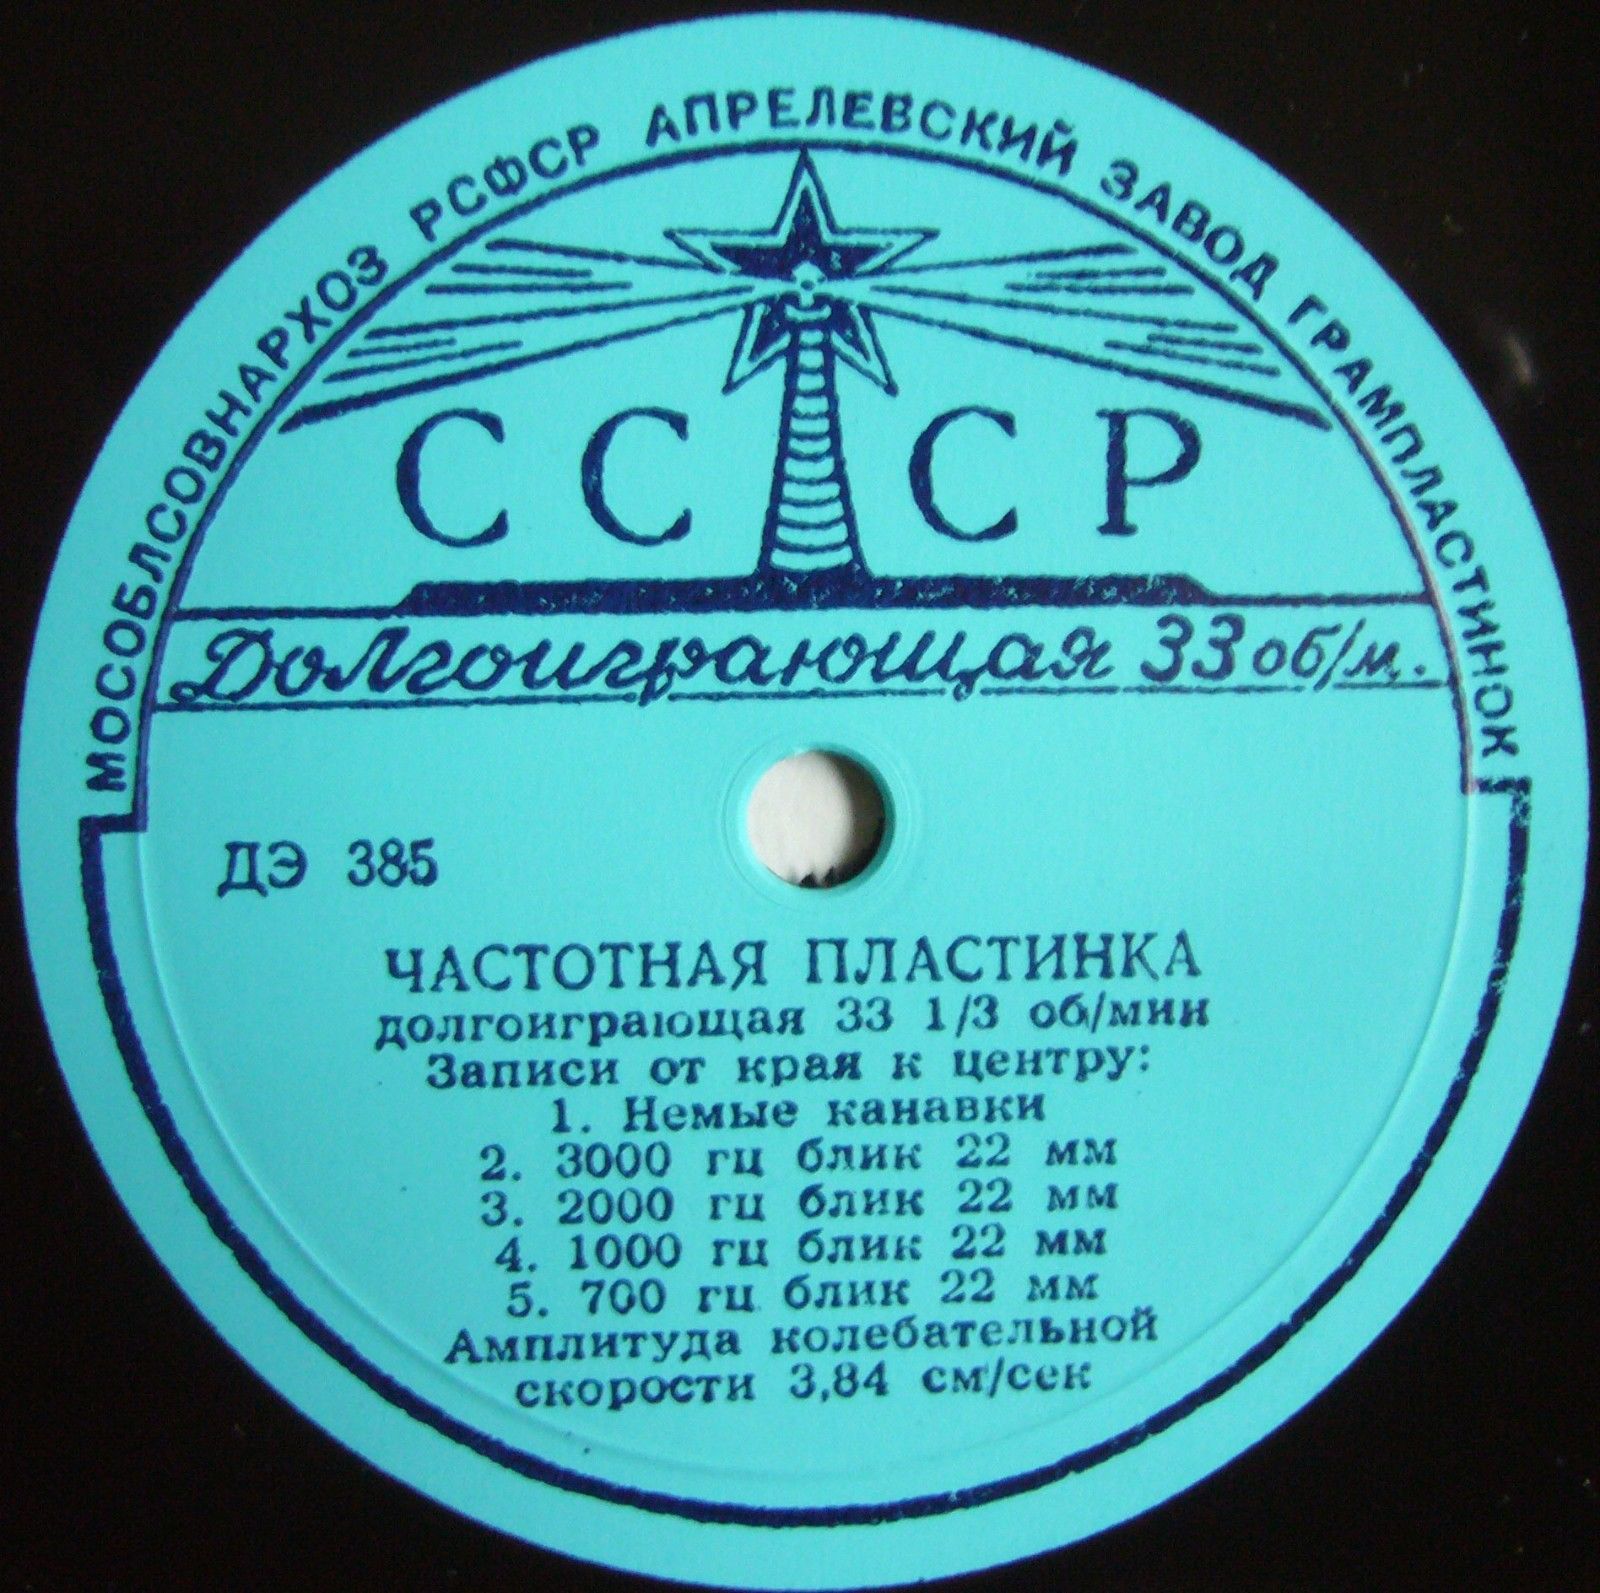 МОСОБЛСОВНАРХОЗ РСФСР АПРЕЛЕВСКИЙ ЗАВОД ГРАМПЛАСТИНОК
СССР
Долгоиграющая 33 об/м.
ДЭ 385
ЧАСТОТНАЯ ПЛАСТИНКА
долгоиграющая 33 1/3 об/мин
Записи от края к центру:
1. Немые канавки
2. 3000 гц блик 22 мм
3. 2000 гц блик 22 мм
4. 1000 гц блик 22 мм
5. 700 гц блик 22 мм
Амплитуда колебательной
скорости 3,84 см/сек